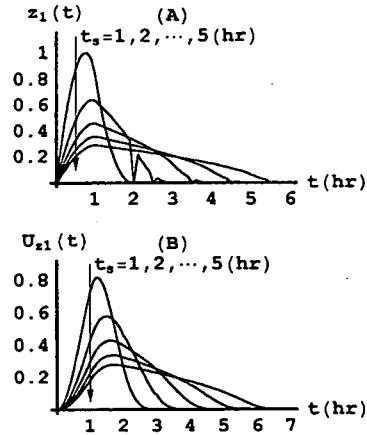 z1(t) (A)
ts=1,2,…,5(hr)
1
0.8
0.6
0.4
0.2
1 2 3 4 5 6 t(hr)
Uz1(t) (B)
ts=1,2,…,5(hr)
0.8
0.6
0.4
0.2
1 2 3 4 5 6 7 t(hr)